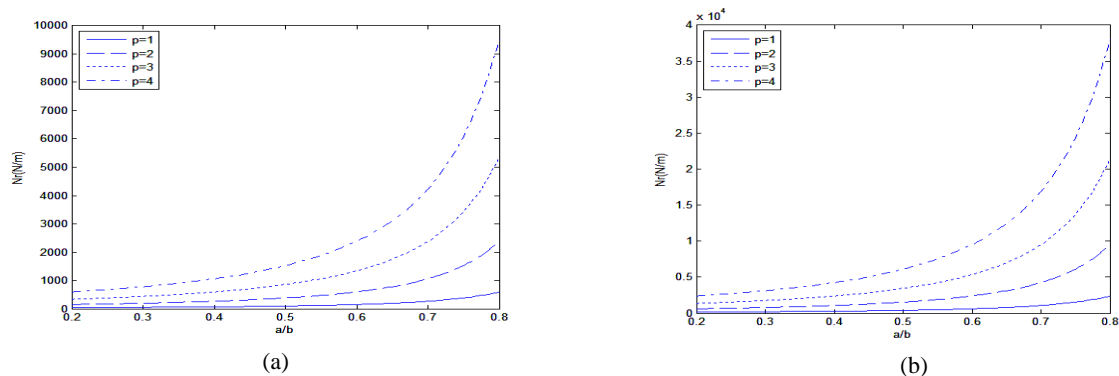 10000
9000
8000
7000
6000
5000
4000
3000
2000
1000
0
Nr(N/m)
p=1
p=2
p=3
p=4
0.2 0.3 0.4 0.5 0.6 0.7 0.8
a/b
(a)
x 10^4
4
3.5
3
2.5
2
1.5
1
0.5
0
Nr(N/m)
p=1
p=2
p=3
p=4
0.2 0.3 0.4 0.5 0.6 0.7 0.8
a/b
(b)